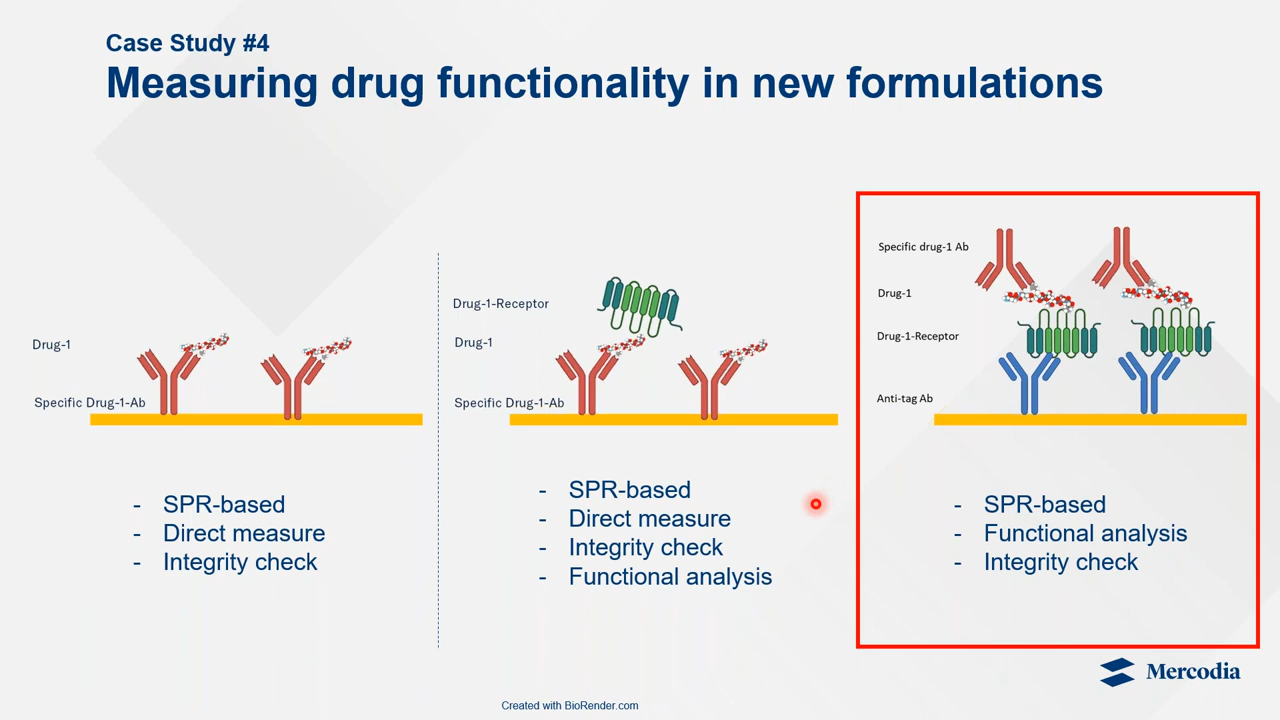 Case Study #4
Measuring drug functionality in new formulations
Drug-1
Specific Drug-1-Ab
- SPR-based
- Direct measure
- Integrity check
Drug-1-Receptor
Drug-1
Specific Drug-1-Ab
- SPR-based
- Direct measure
- Integrity check
- Functional analysis
Specific drug-1 Ab
Drug-1
Drug-1-Receptor
Anti-tag Ab
- SPR-based
- Functional analysis
- Integrity check
Mercodia
Created with BioRender.com